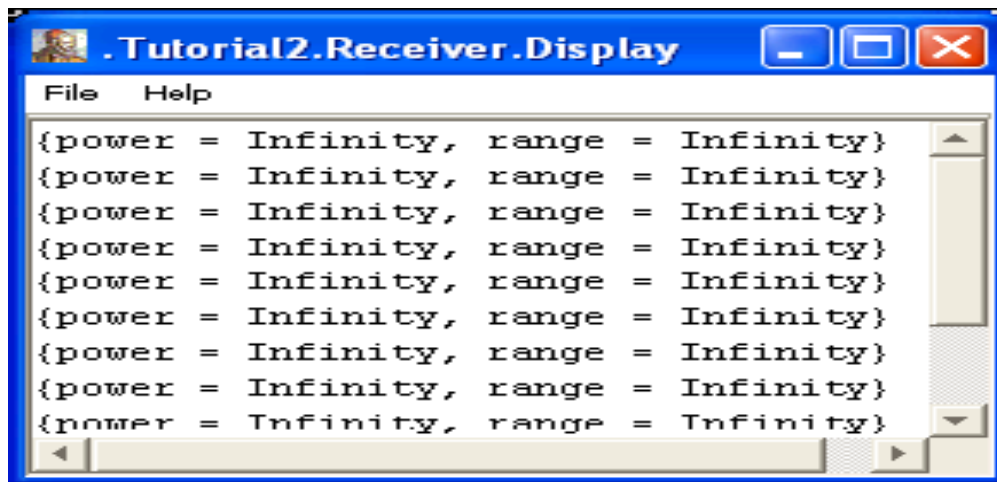 .Tutorial2.Receiver.Display
File Help
{power = Infinity, range = Infinity}
{power = Infinity, range = Infinity}
{power = Infinity, range = Infinity}
{power = Infinity, range = Infinity}
{power = Infinity, range = Infinity}
{power = Infinity, range = Infinity}
{power = Infinity, range = Infinity}
{power = Infinity, range = Infinity}
{power = Infinity, range = Infinity}